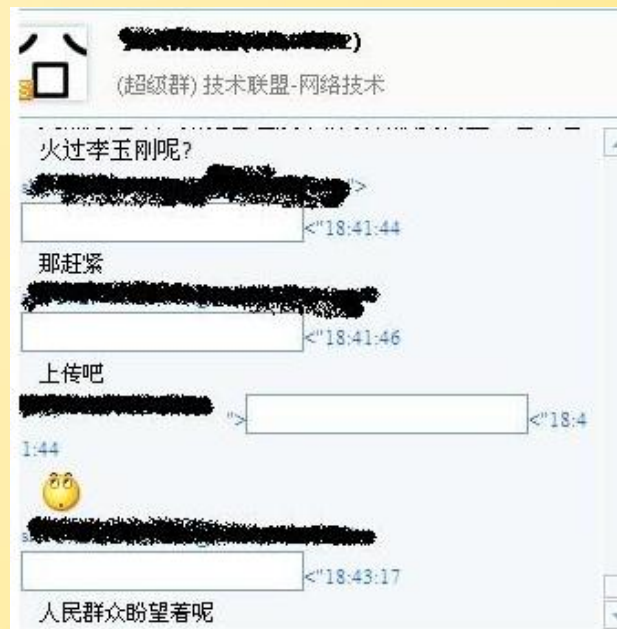 2)
(超级群) 技术联盟-网络技术
火过李玉刚呢?
">
<"18:41:44
那赶紧
<"18:41:46
上传吧
"> <"18:4
1:44
<"18:43:17
人民群众盼望着呢